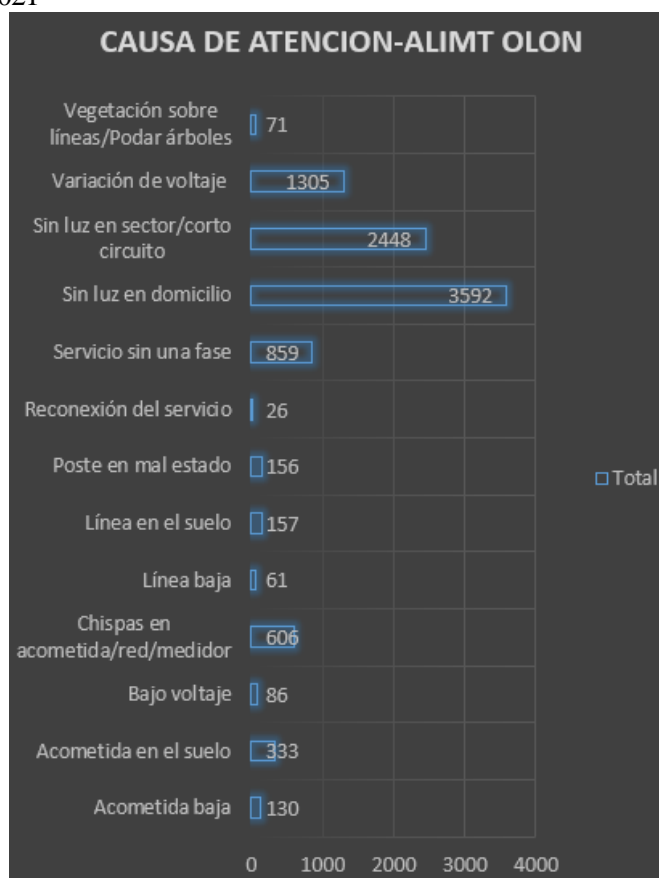 CAUSA DE ATENCION-ALIMT OLON
Vegetación sobre
líneas/Podar árboles
71
Variación de voltaje
1305
Sin luz en sector/corto
circuito
2448
Sin luz en domicilio
3592
Servicio sin una fase
859
Reconexión del servicio
26
Poste en mal estado
156
Total
Línea en el suelo
157
Línea baja
61
Chispas en
acometida/red/medidor
606
Bajo voltaje
86
Acometida en el suelo
333
Acometida baja
130
0 1000 2000 3000 4000